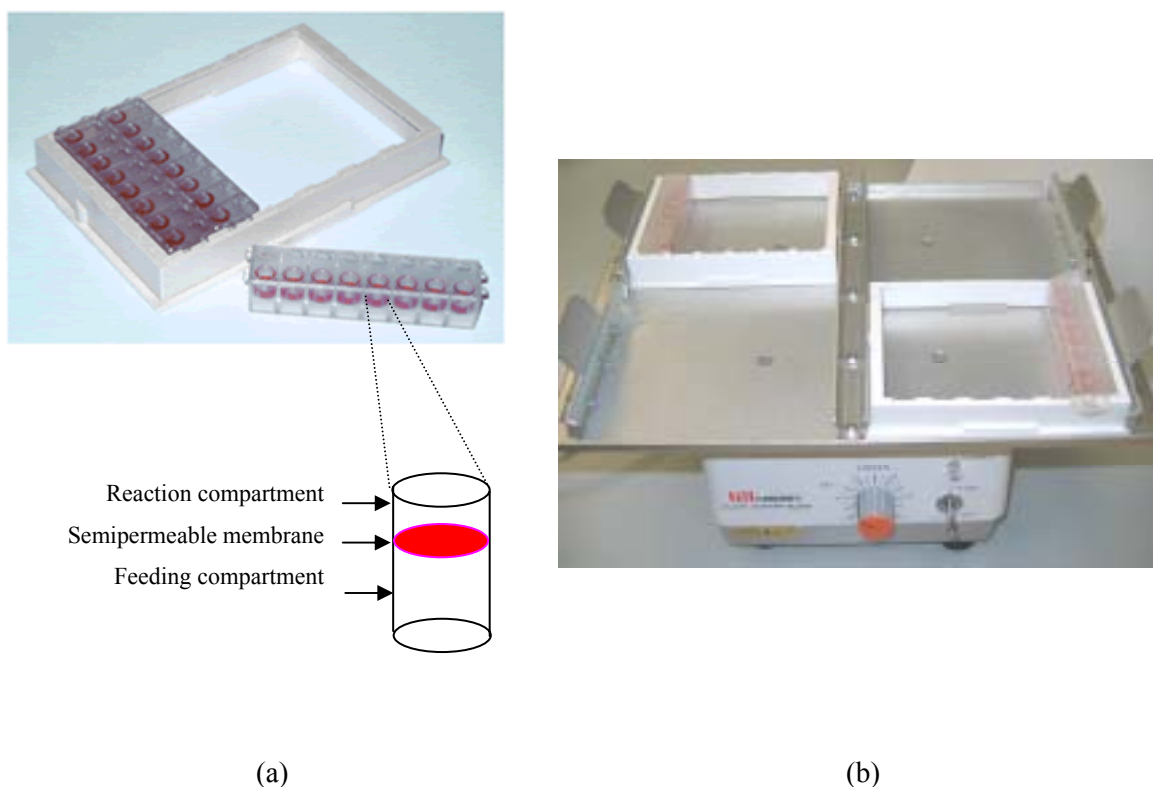 Reaction compartment
Semipermeable membrane
Feeding compartment
(a)
(b)